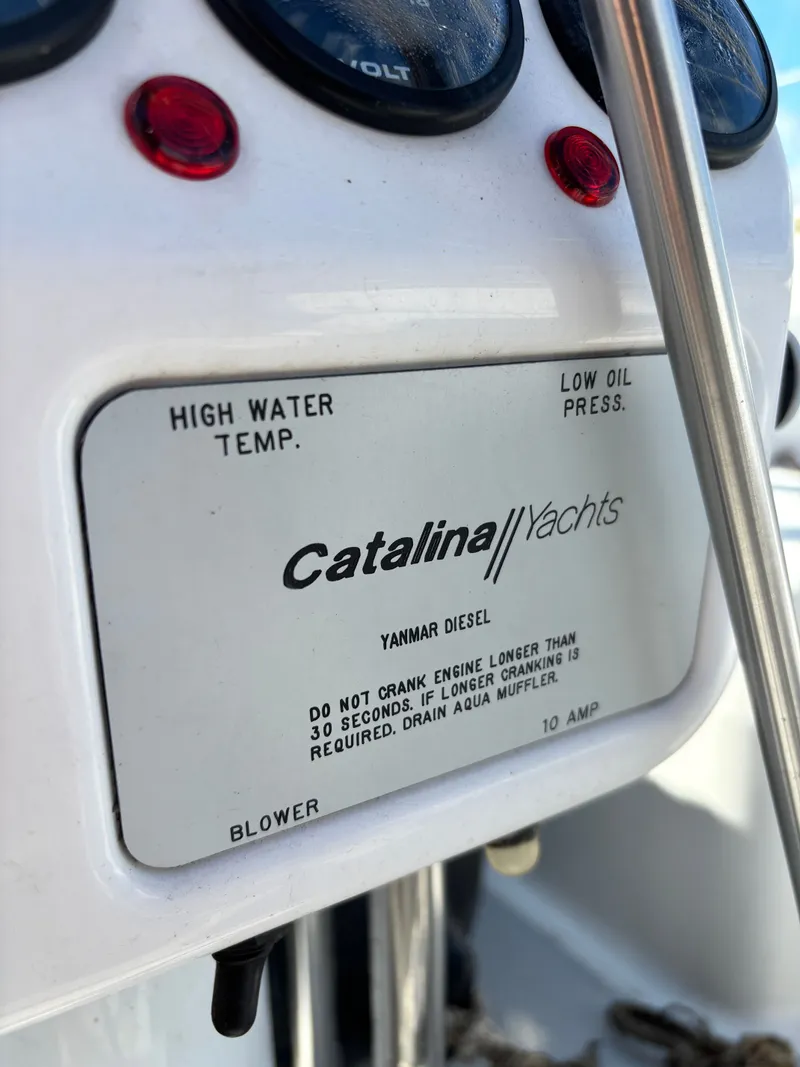 VOLT
HIGH WATER
TEMP.
LOW OIL
PRESS.
Catalina//Yachts
YANMAR DIESEL
DO NOT CRANK ENGINE LONGER THAN
30 SECONDS. IF LONGER CRANKING IS
REQUIRED. DRAIN AQUA MUFFLER.
10 AMP
BLOWER